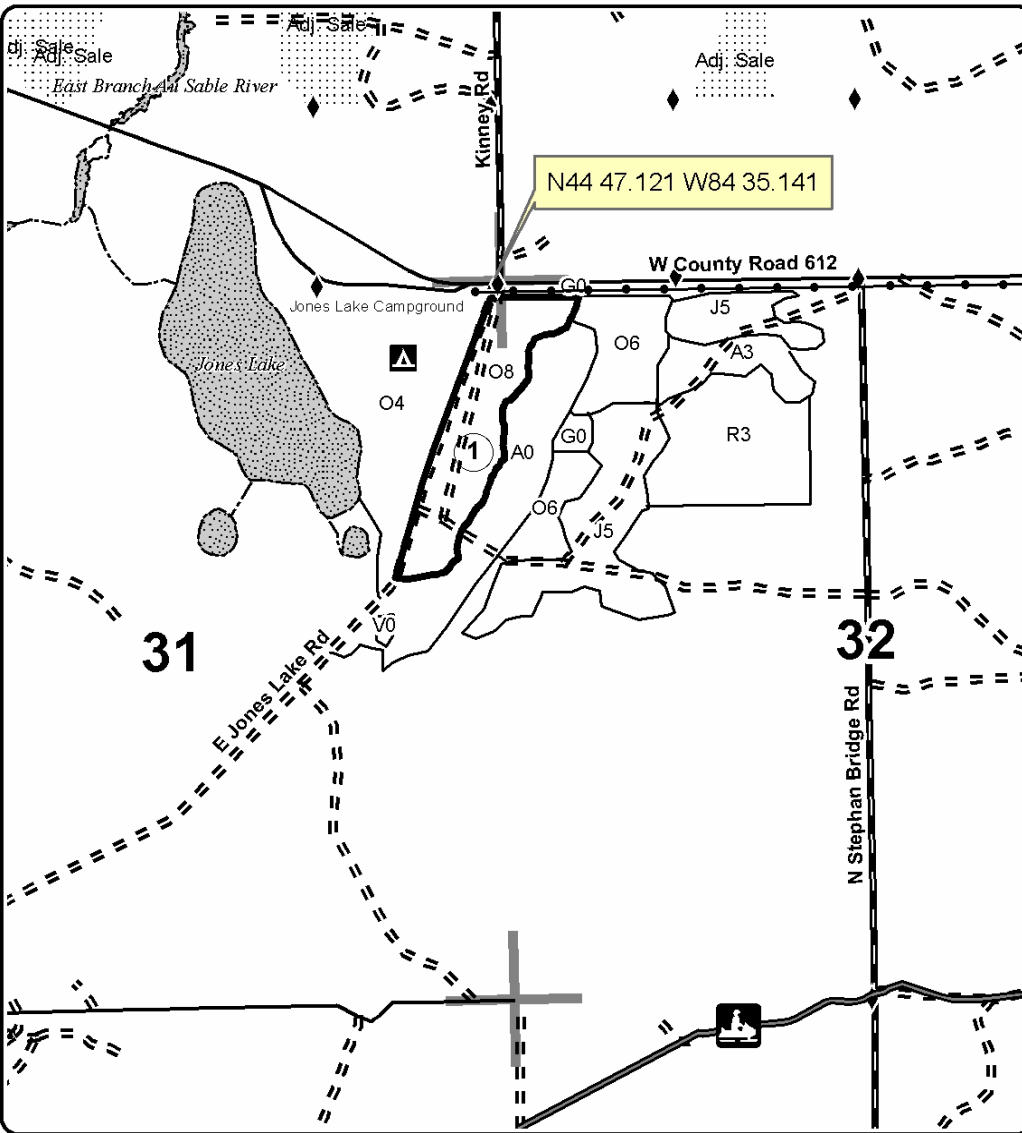 Adj. Sale
dj. Sale
Adj. Sale
Adj. Sale
East Branch Au Sable River
Kinney Rd
N44 47.121 W84 35.141
W County Road 612
G0
Jones Lake Campground
J5
O6
A3
Jones Lake
O8
O4
R3
G0
1
A0
O6
J5
V0
31
32
E Jones Lake Rd
N Stephan Bridge Rd